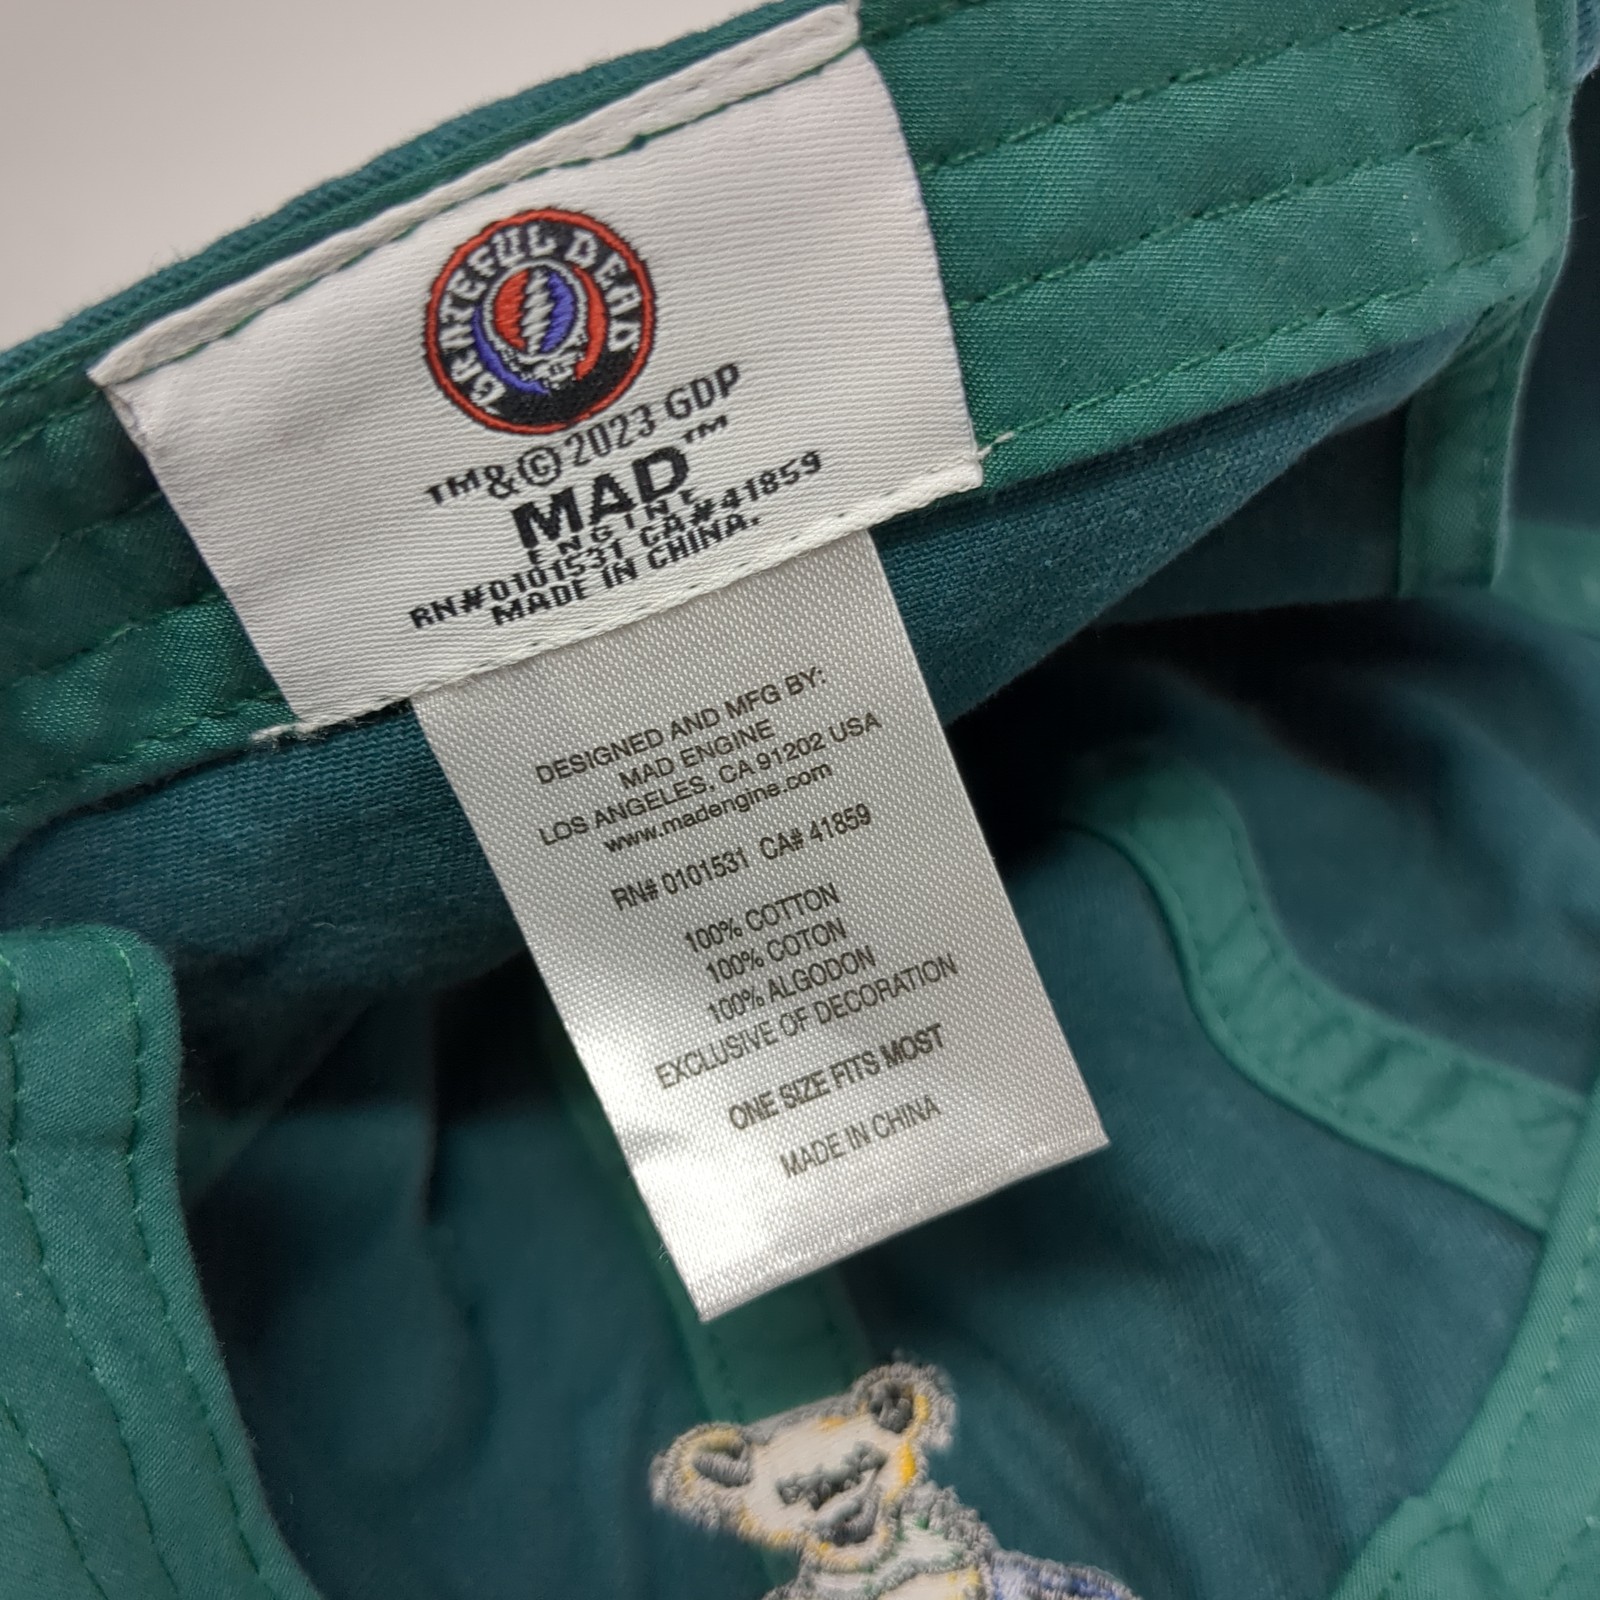 GRATEFUL DEAD
™&©2023 GDP
MAD™
ENGINE
RN#0101531 CA#41859
MADE IN CHINA.
DESIGNED AND MFG BY:
MAD ENGINE
LOS ANGELES, CA 91202 USA
www.madengine.com
RN# 0101531 CA# 41859
100% COTTON
100% COTON
100% ALGODON
EXCLUSIVE OF DECORATION
ONE SIZE FITS MOST
MADE IN CHINA